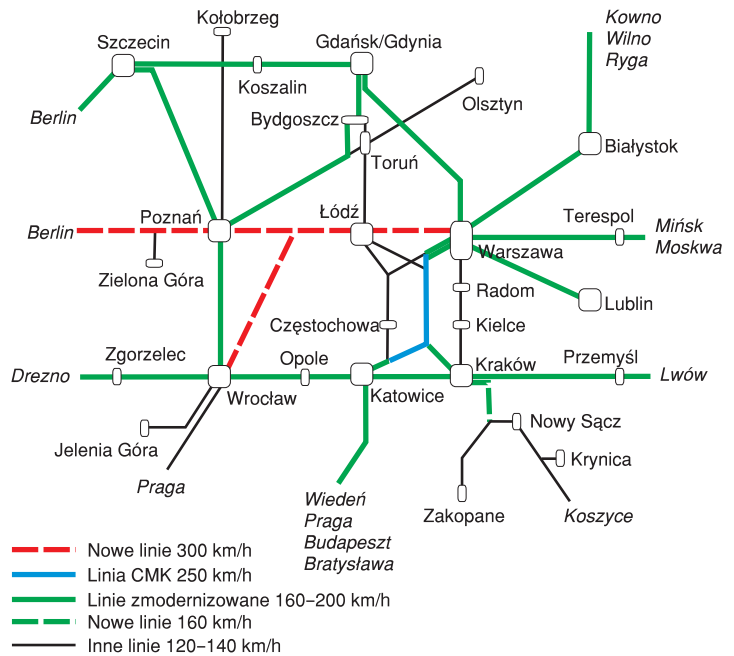 Kołobrzeg
Szczecin
Gdańsk/Gdynia
Kowno
Wilno
Ryga
Koszalin
Olsztyn
Berlin
Bydgoszcz
Toruń
Białystok
Poznań
Łódź
Terespol
Berlin
Mińsk
Moskwa
Warszawa
Zielona Góra
Radom
Lublin
Częstochowa
Kielce
Zgorzelec
Opole
Kraków
Przemyśl
Drezno
Lwów
Wrocław
Katowice
Nowy Sącz
Jelenia Góra
Krynica
Praga
Wiedeń
Praga
Budapeszt
Bratysława
Zakopane
Koszyce
Nowe linie 300 km/h
Linia CMK 250 km/h
Linie zmodernizowane 160–200 km/h
Nowe linie 160 km/h
Inne linie 120–140 km/h